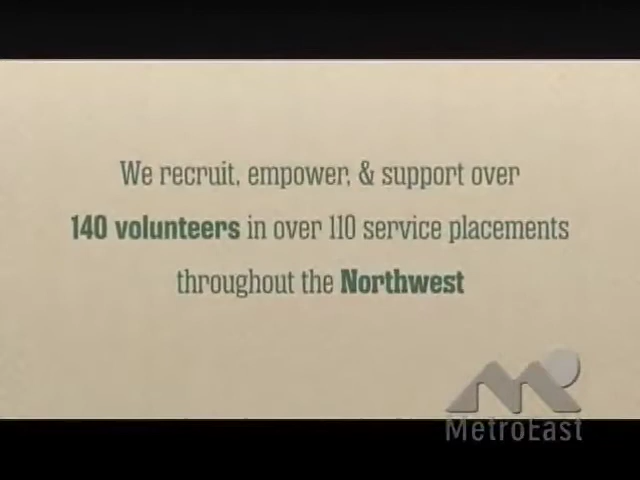 We recruit, empower, & support over
140 volunteers in over 110 service placements
throughout the Northwest
MetroEast